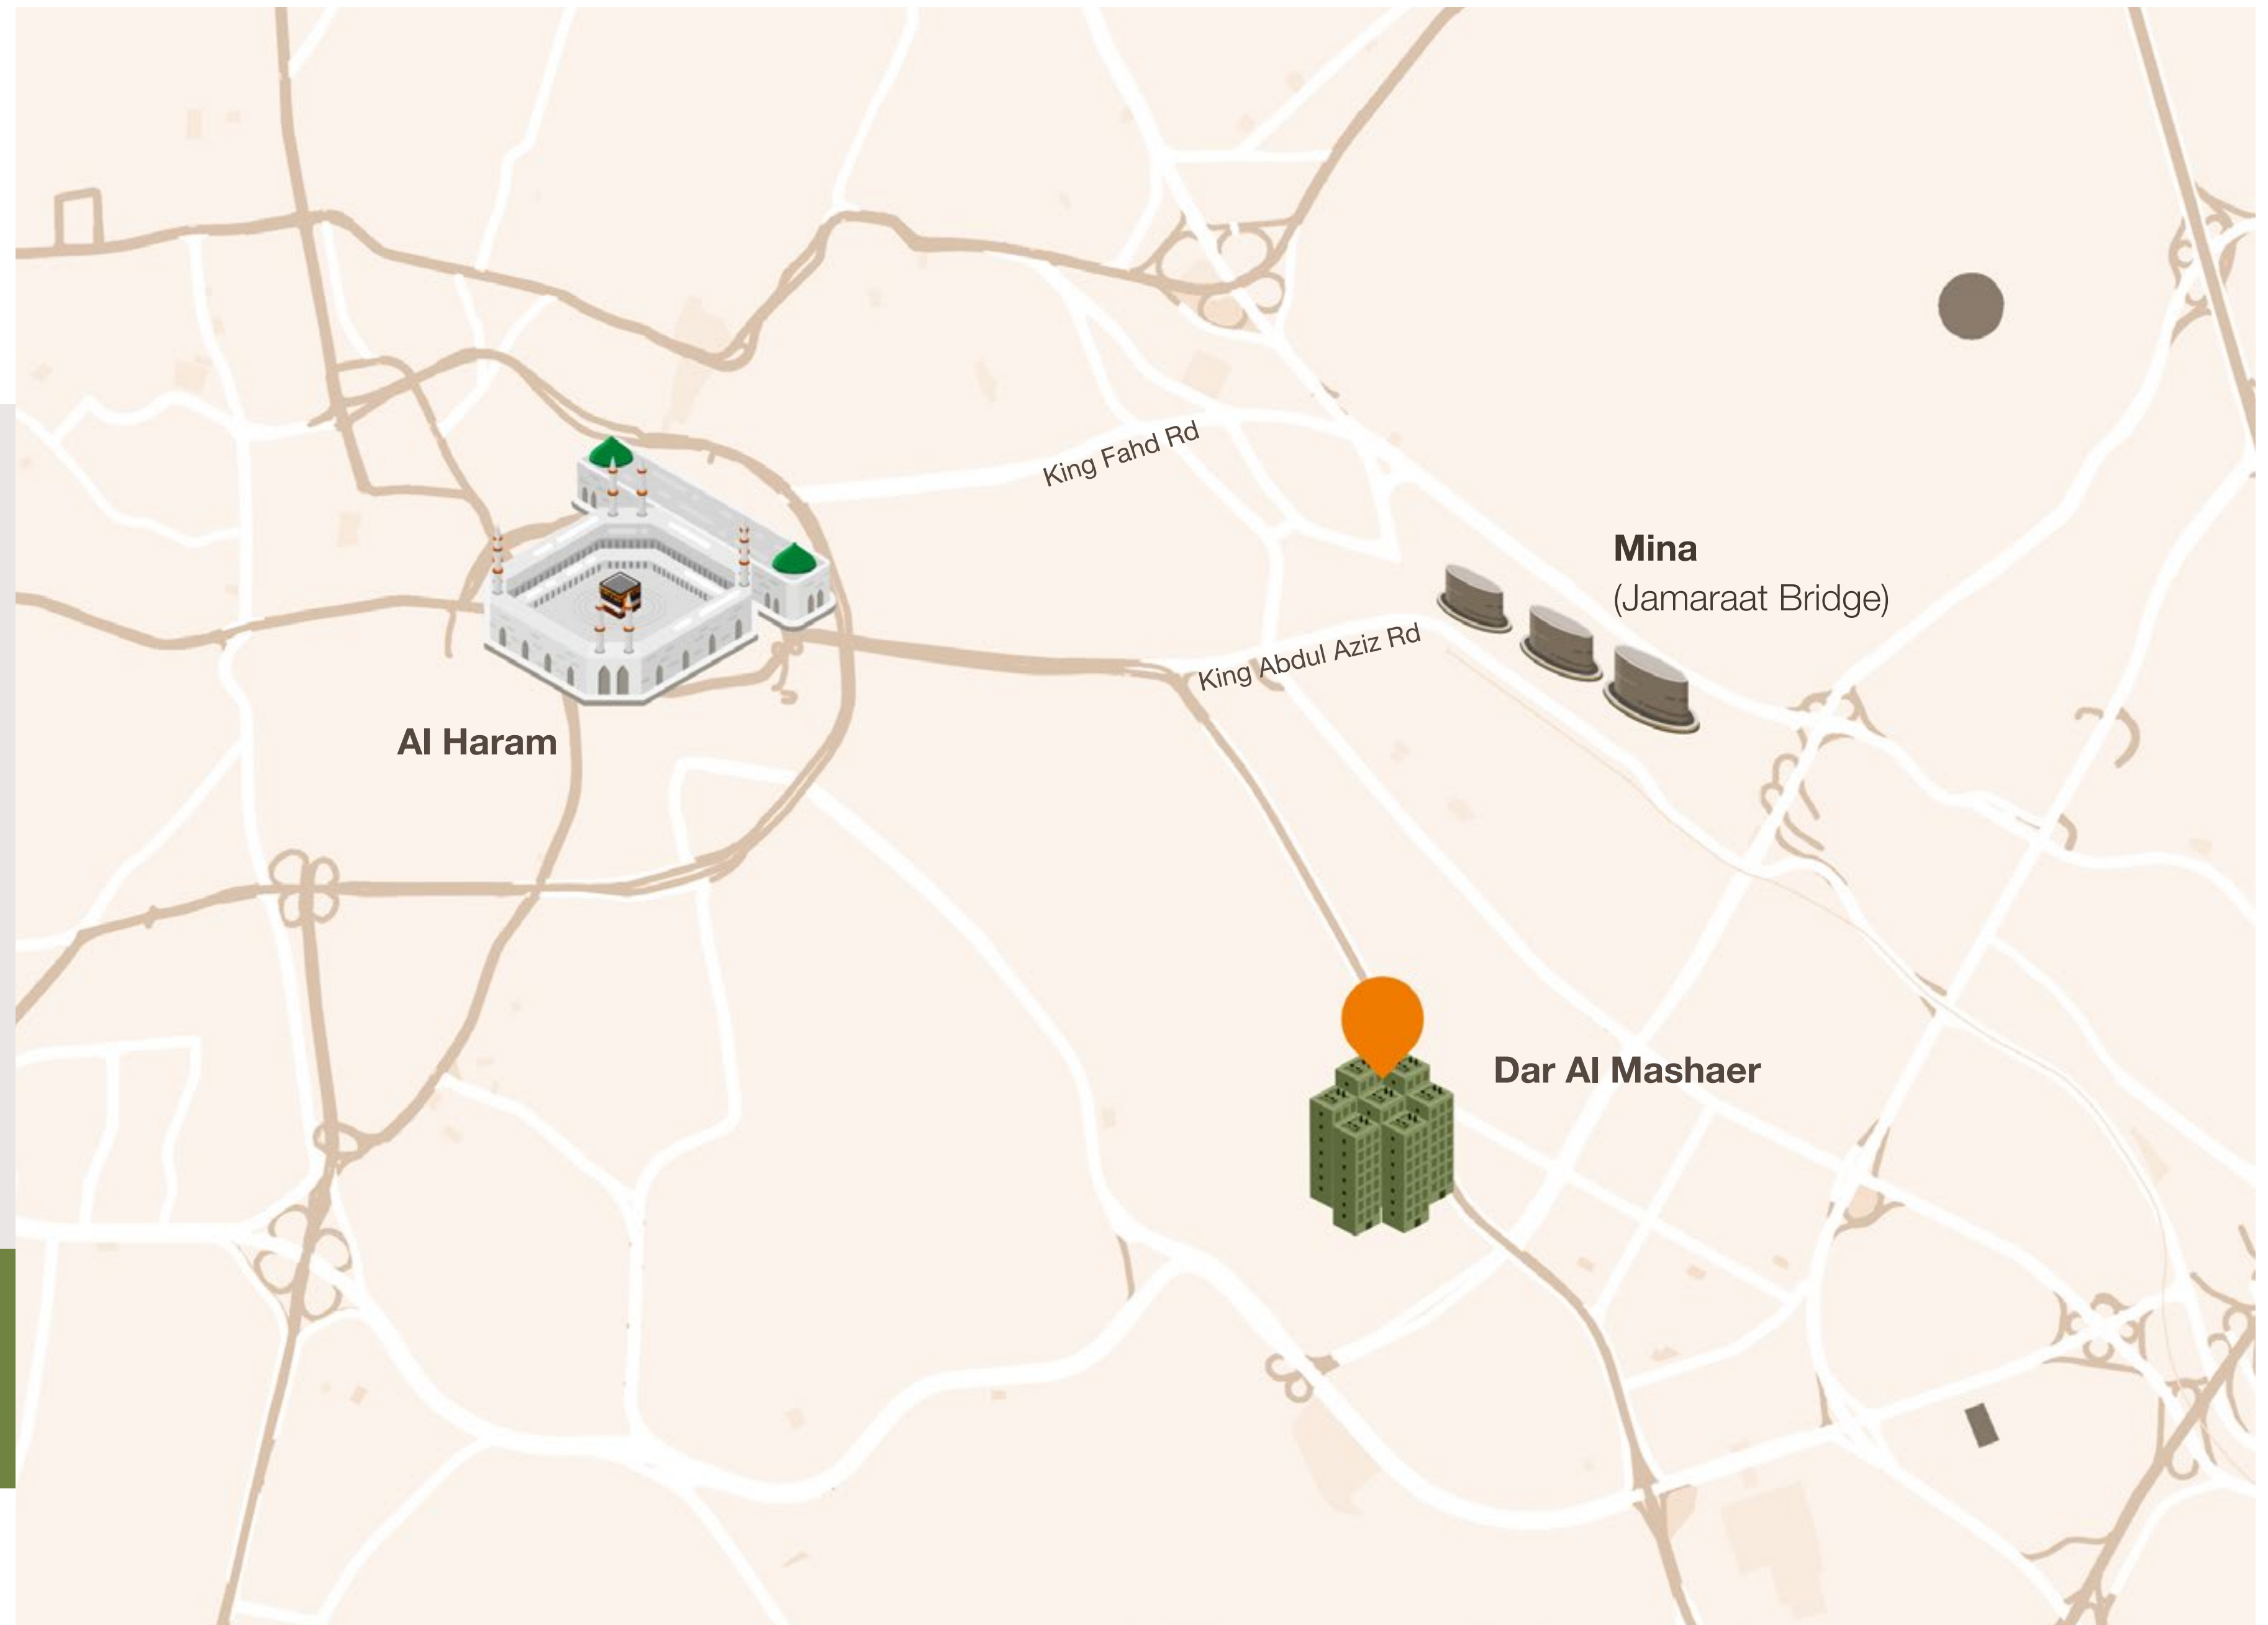 King Fahd Rd
Mina
(Jamaraat Bridge)
King Abdul Aziz Rd
Al Haram
Dar Al Mashaer